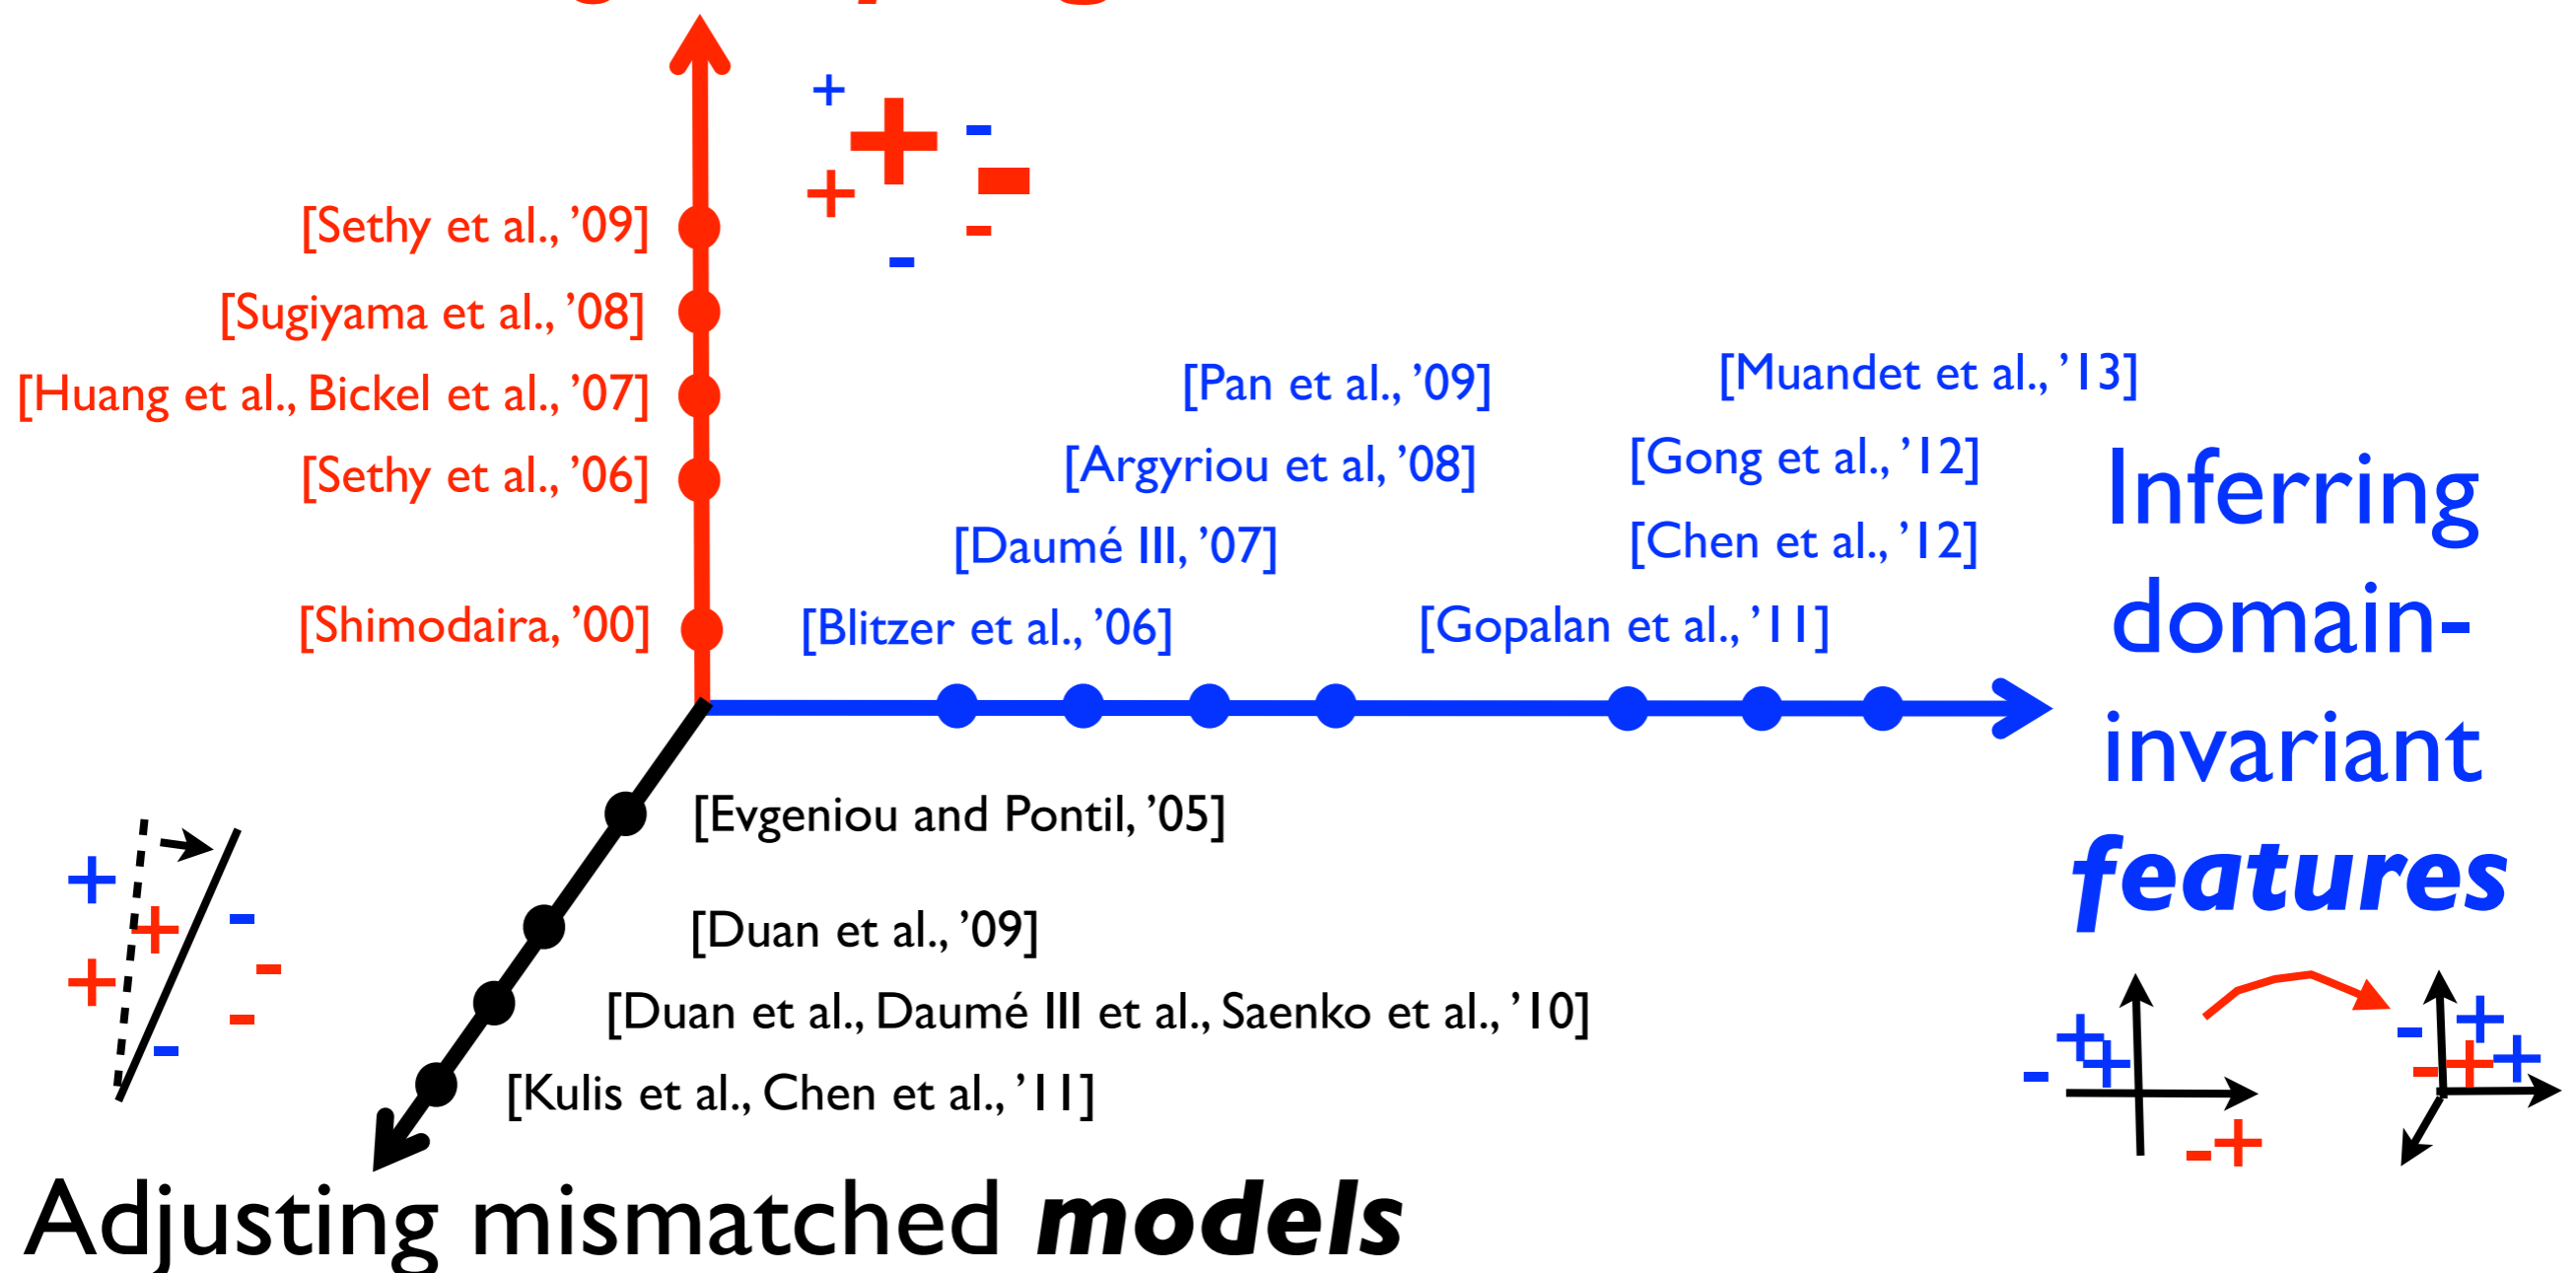 [Sethy et al., ’09]
[Sugiyama et al., ’08]
[Huang et al., Bickel et al., ’07]
[Sethy et al., ’06]
[Shimodaira, ’00]
[Pan et al., ’09]
[Muandet et al., ’13]
[Argyriou et al, ’08]
[Gong et al., ’12]
[Daumé III, ’07]
[Chen et al., ’12]
[Blitzer et al., ’06]
[Gopalan et al., ’11]
Inferring
domain-
invariant
features
[Evgeniou and Pontil, ’05]
[Duan et al., ’09]
[Duan et al., Daumé III et al., Saenko et al., ’10]
[Kulis et al., Chen et al., ’11]
Adjusting mismatched models